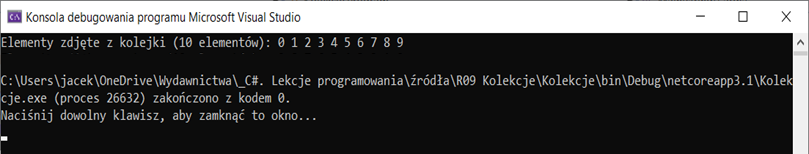 Konsola debugowania programu Microsoft Visual Studio
Elementy zdjęte z kolejki (10 elementów): 0 1 2 3 4 5 6 7 8 9
C:\Users\jacek\OneDrive\Wydawnictwa\_C#. Lekcje programowania\źródła\R09 Kolekcje\Kolekcje\bin\Debug\netcoreapp3.1\Kolek
cje.exe (proces 26632) zakończono z kodem 0.
Naciśnij dowolny klawisz, aby zamknąć to okno...